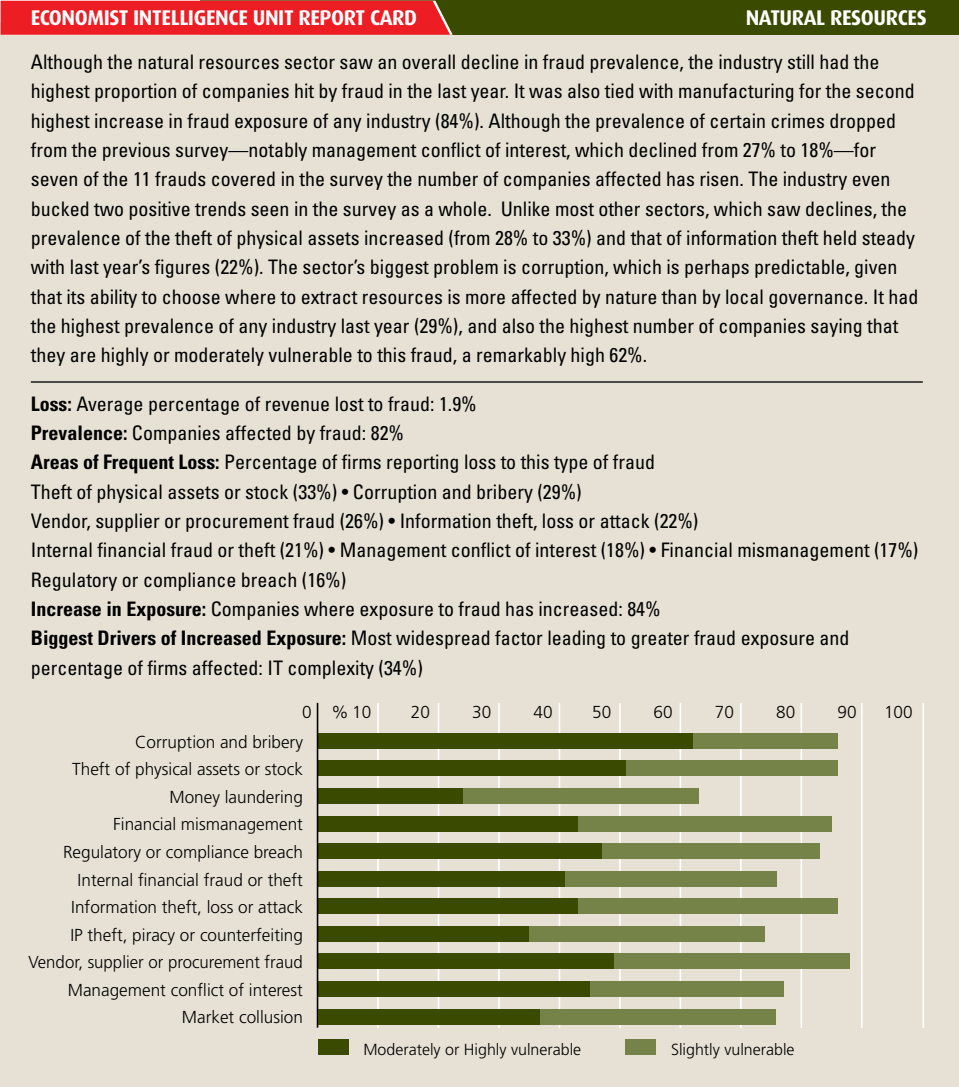 ECONOMIST INTELLIGENCE UNIT REPORT CARD
NATURAL RESOURCES
Although the natural resources sector saw an overall decline in fraud prevalence, the industry still had the
highest proportion of companies hit by fraud in the last year. It was also tied with manufacturing for the second
highest increase in fraud exposure of any industry (84%). Although the prevalence of certain crimes dropped
from the previous survey—notably management conflict of interest, which declined from 27% to 18%—for
seven of the 11 frauds covered in the survey the number of companies affected has risen. The industry even
bucked two positive trends seen in the survey as a whole.  Unlike most other sectors, which saw declines, the
prevalence of the theft of physical assets increased (from 28% to 33%) and that of information theft held steady
with last year's figures (22%). The sector's biggest problem is corruption, which is perhaps predictable, given
that its ability to choose where to extract resources is more affected by nature than by local governance. It had
the highest prevalence of any industry last year (29%), and also the highest number of companies saying that
they are highly or moderately vulnerable to this fraud, a remarkably high 62%.
Loss: Average percentage of revenue lost to fraud: 1.9%
Prevalence: Companies affected by fraud: 82%
Areas of Frequent Loss: Percentage of firms reporting loss to this type of fraud
Theft of physical assets or stock (33%) • Corruption and bribery (29%)
Vendor, supplier or procurement fraud (26%) • Information theft, loss or attack (22%)
Internal financial fraud or theft (21%) • Management conflict of interest (18%) • Financial mismanagement (17%)
Regulatory or compliance breach (16%)
Increase in Exposure: Companies where exposure to fraud has increased: 84%
Biggest Drivers of Increased Exposure: Most widespread factor leading to greater fraud exposure and
percentage of firms affected: IT complexity (34%)
0 % 10 20 30 40 50 60 70 80 90 100
Corruption and bribery
Theft of physical assets or stock
Money laundering
Financial mismanagement
Regulatory or compliance breach
Internal financial fraud or theft
Information theft, loss or attack
IP theft, piracy or counterfeiting
Vendor, supplier or procurement fraud
Management conflict of interest
Market collusion
Moderately or Highly vulnerable
Slightly vulnerable